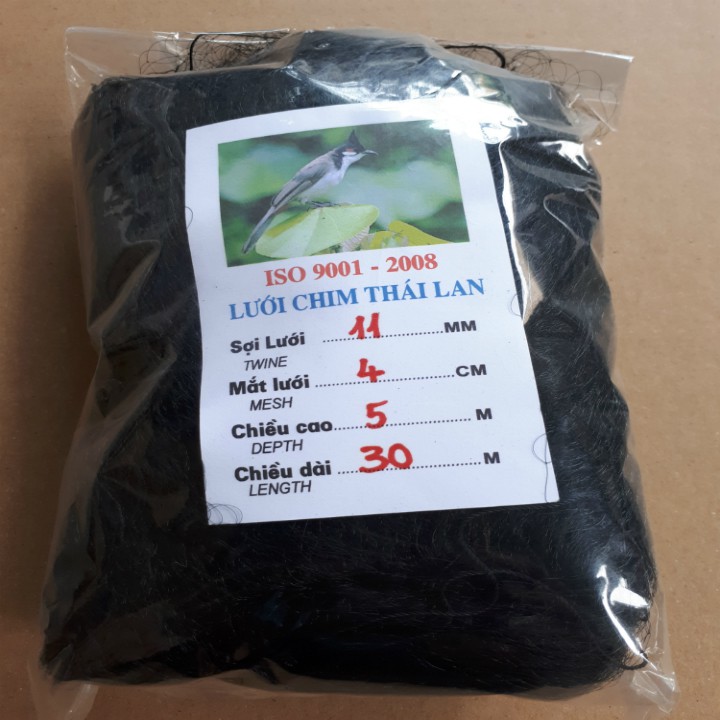 ISO 9001 - 2008
LƯỚI CHIM THÁI LAN
Sợi Lưới ........................ 11 ........................ MM
TWINE
Mắt lưới ........................ 4 ........................ CM
MESH
Chiều cao ........................ 5 ........................ M
DEPTH
Chiều dài ........................ 30 ........................ M
LENGTH